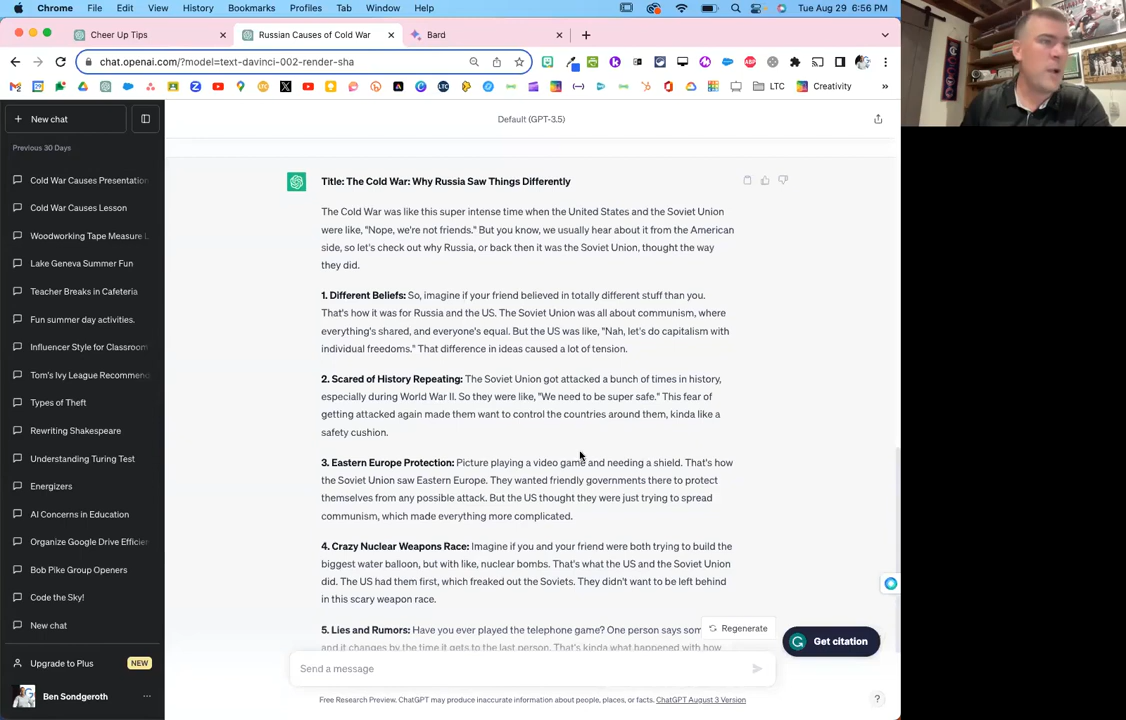 Chrome File Edit View History Bookmarks Profiles Tab Window Help Tue Aug 29 6:56 PM
Cheer Up Tips Russian Causes of Cold War Bard
chat.openai.com/?model=text-davinci-002-render-sha
LTC Creativity
New chat
Default (GPT-3.5)
Previous 30 Days
Cold War Causes Presentation
Cold War Causes Lesson
Woodworking Tape Measure
Lake Geneva Summer Fun
Teacher Breaks in Cafeteria
Fun summer day activities.
Influencer Style for Classroom
Tom's Ivy League Recommen
Types of Theft
Rewriting Shakespeare
Understanding Turing Test
Energizers
AI Concerns in Education
Organize Google Drive Efficien
Bob Pike Group Openers
Code the Sky!
New chat
Upgrade to Plus NEW
Ben Sondgeroth
Title: The Cold War: Why Russia Saw Things Differently
The Cold War was like this super intense time when the United States and the Soviet Union
were like, "Nope, we're not friends." But you know, we usually hear about it from the American
side, so let's check out why Russia, or back then it was the Soviet Union, thought the way
they did.
1. Different Beliefs: So, imagine if your friend believed in totally different stuff than you.
That's how it was for Russia and the US. The Soviet Union was all about communism, where
everything's shared, and everyone's equal. But the US was like, "Nah, let's do capitalism with
individual freedoms." That difference in ideas caused a lot of tension.
2. Scared of History Repeating: The Soviet Union got attacked a bunch of times in history,
especially during World War II. So they were like, "We need to be super safe." This fear of
getting attacked again made them want to control the countries around them, kinda like a
safety cushion.
3. Eastern Europe Protection: Picture playing a video game and needing a shield. That's how
the Soviet Union saw Eastern Europe. They wanted friendly governments there to protect
themselves from any possible attack. But the US thought they were just trying to spread
communism, which made everything more complicated.
4. Crazy Nuclear Weapons Race: Imagine if you and your friend were both trying to build the
biggest water balloon, but with like, nuclear bombs. That's what the US and the Soviet Union
did. The US had them first, which freaked out the Soviets. They didn't want to be left behind
in this scary weapon race.
5. Lies and Rumors: Have you ever played the telephone game? One person says som
and it changes by the time it gets to the last person. That's kinda what happened with how
Regenerate
Get citation
Send a message
Free Research Preview. ChatGPT may produce inaccurate information about people, places, or facts. ChatGPT August 3 Version
?